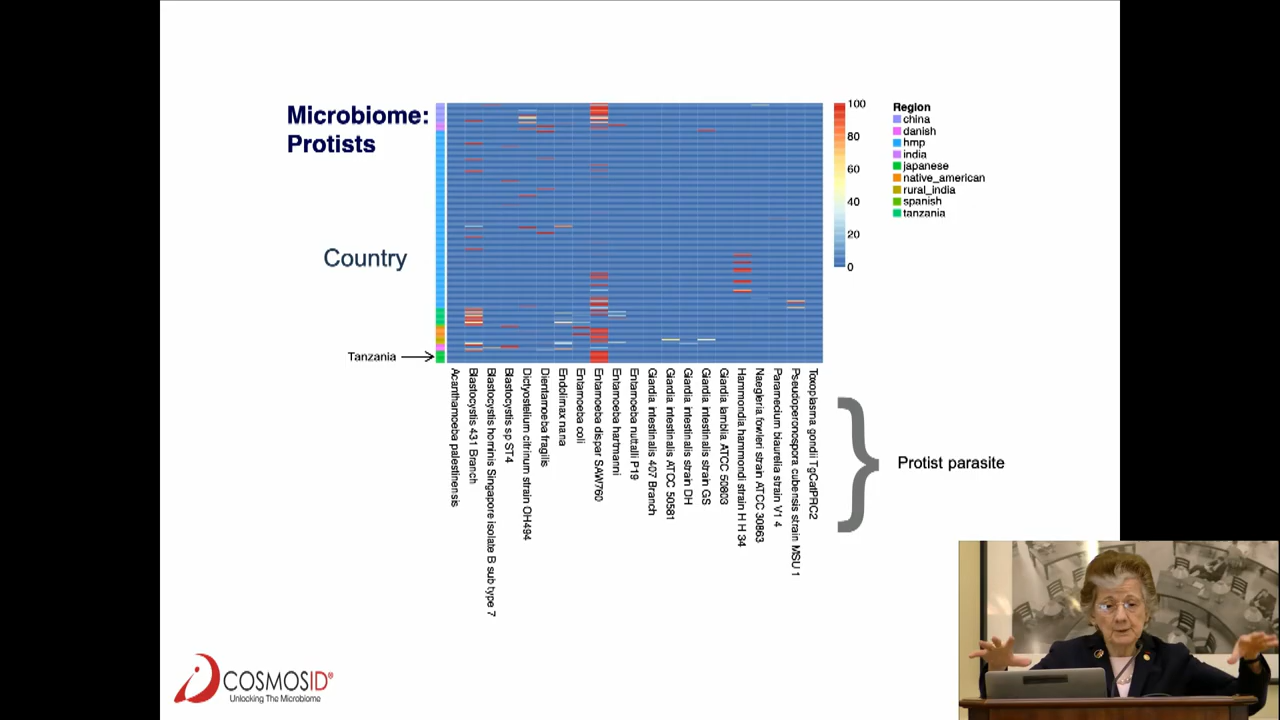 Microbiome:
Protists
Country
Tanzania
100
80
60
40
20
0
Region
china
danish
hmp
india
japanese
native_american
rural_india
spanish
tanzania
Acanthamoeba palestinensis
Blastocystis 431 Branch
Blastocystis hominis Singapore isolate B sub type 7
Blastocystis sp ST4
Dictyostelium citrinum strain OH494
Dientamoeba fragilis
Endolimax nana
Entamoeba coli
Entamoeba dispar SAW760
Entamoeba hartmanni
Entamoeba nuttalli P19
Giardia intestinalis 407 Branch
Giardia intestinalis ATCC 50581
Giardia intestinalis strain DH
Giardia intestinalis strain GS
Giardia lamblia ATCC 50803
Hammondia hammondi strain H H 34
Naegleria fowleri strain ATCC 30863
Paramecium biaurelia strain V1 4
Pseudoperonospora cubensis strain MSU 1
Toxoplasma gondii TgCatPRC2
Protist parasite
COSMOSID®
Unlocking The Microbiome